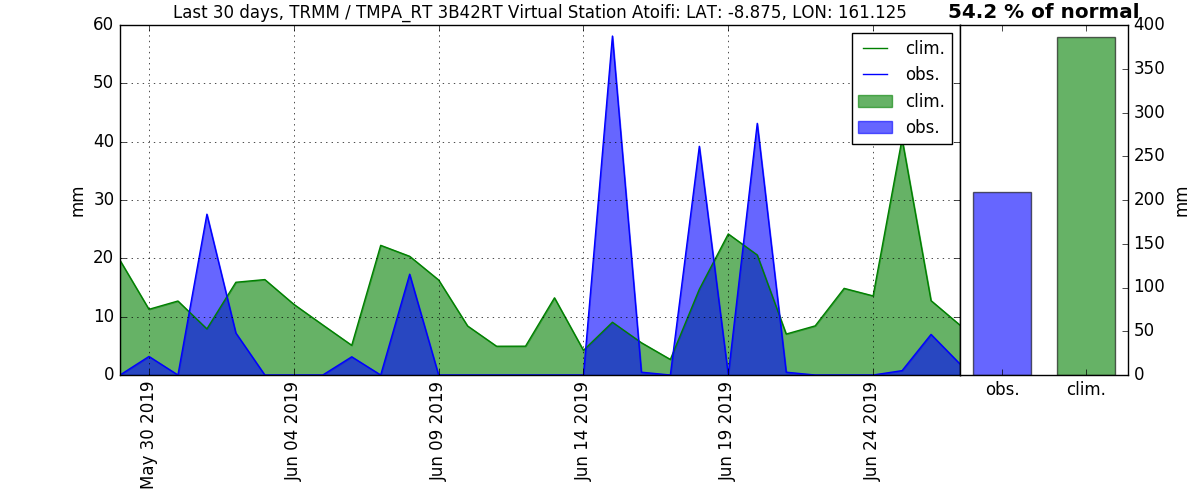 Last 30 days, TRMM / TMPA_RT 3B42RT Virtual Station Atoifi: LAT: -8.875, LON: 161.125
54.2 % of normal
60
50
40
30
20
10
0
mm
clim.
obs.
clim.
obs.
May 30 2019
Jun 04 2019
Jun 09 2019
Jun 14 2019
Jun 19 2019
Jun 24 2019
400
350
300
250
200
150
100
50
0
mm
obs.
clim.